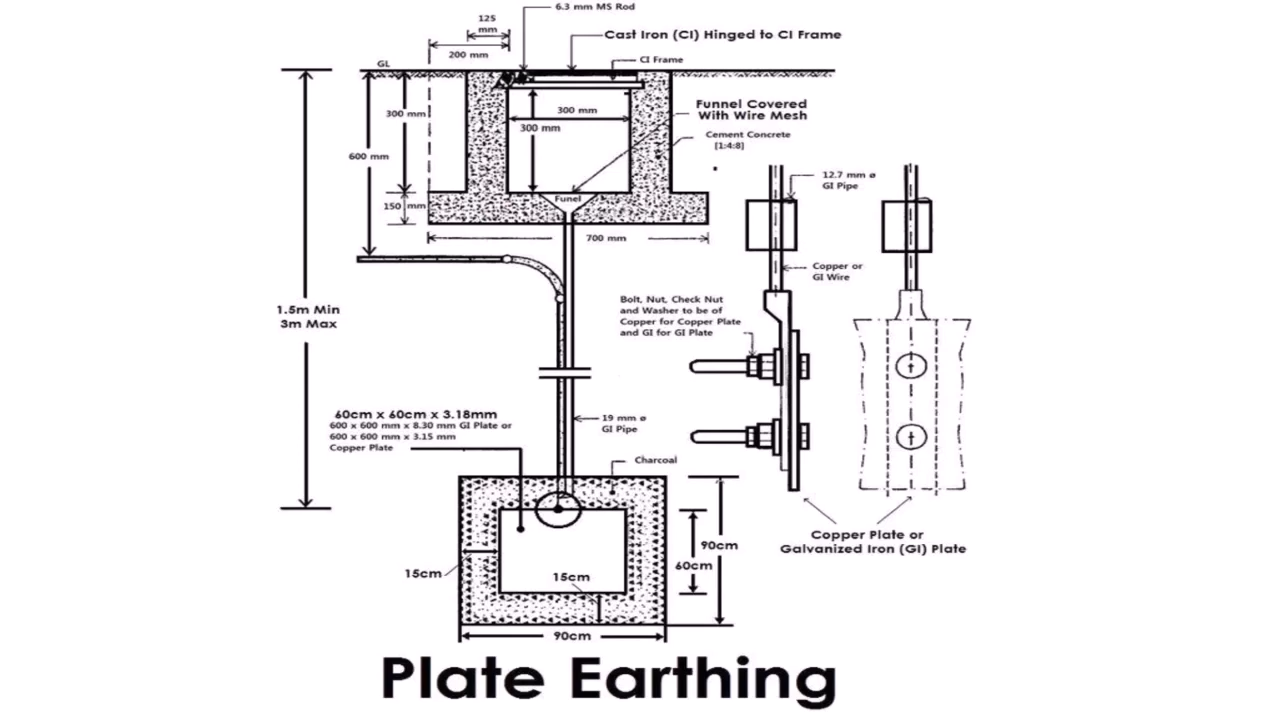 6.3 mm MS Rod
125
mm
Cast Iron (CI) Hinged to CI Frame
200 mm
CI Frame
GL
300 mm
300 mm
300 mm
Funnel Covered
With Wire Mesh
Cement Concrete
[1:4:8]
600 mm
12.7 mm ø
GI Pipe
Funel
150 mm
700 mm
Copper or
GI Wire
Bolt, Nut, Check Nut
and Washer to be of
Copper for Copper Plate
and GI for GI Plate
1.5m Min
3m Max
60cm x 60cm x 3.18mm
600 x 600 mm x 8.30 mm GI Plate or
600 x 600 mm x 3.15 mm
Copper Plate
19 mm ø
GI Pipe
Charcoal
Copper Plate or
Galvanized Iron (GI) Plate
90cm
60cm
15cm
15cm
90cm
Plate Earthing